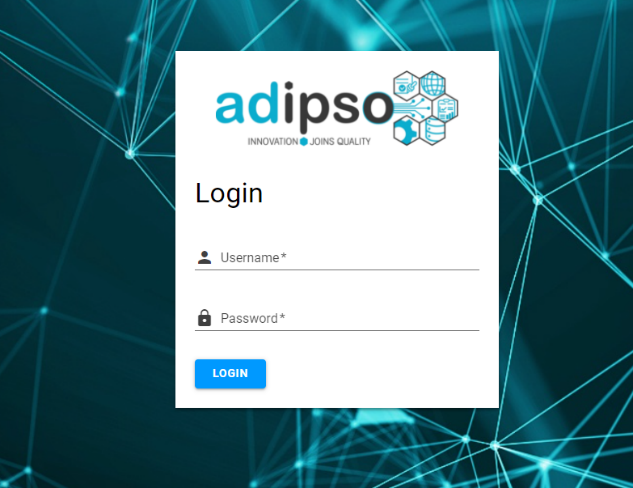 adipso
INNOVATION JOINS QUALITY
Login
Username*
Password*
LOGIN